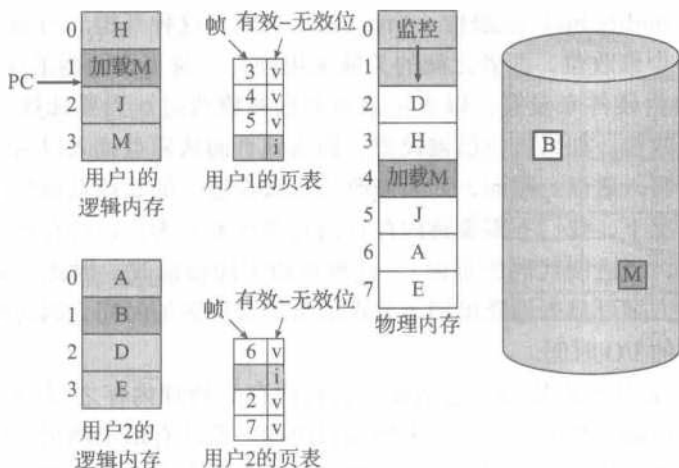 0 H
1 加载M
2 J
3 M
PC
用户1的
逻辑内存
帧 有效-无效位
3 v
4 v
5 v
i
用户1的页表
0 监控
1
2 D
3 H
4 加载M
5 J
6 A
7 E
物理内存
B
M
0 A
1 B
2 D
3 E
用户2的
逻辑内存
帧 有效-无效位
6 v
i
2 v
7 v
用户2的页表